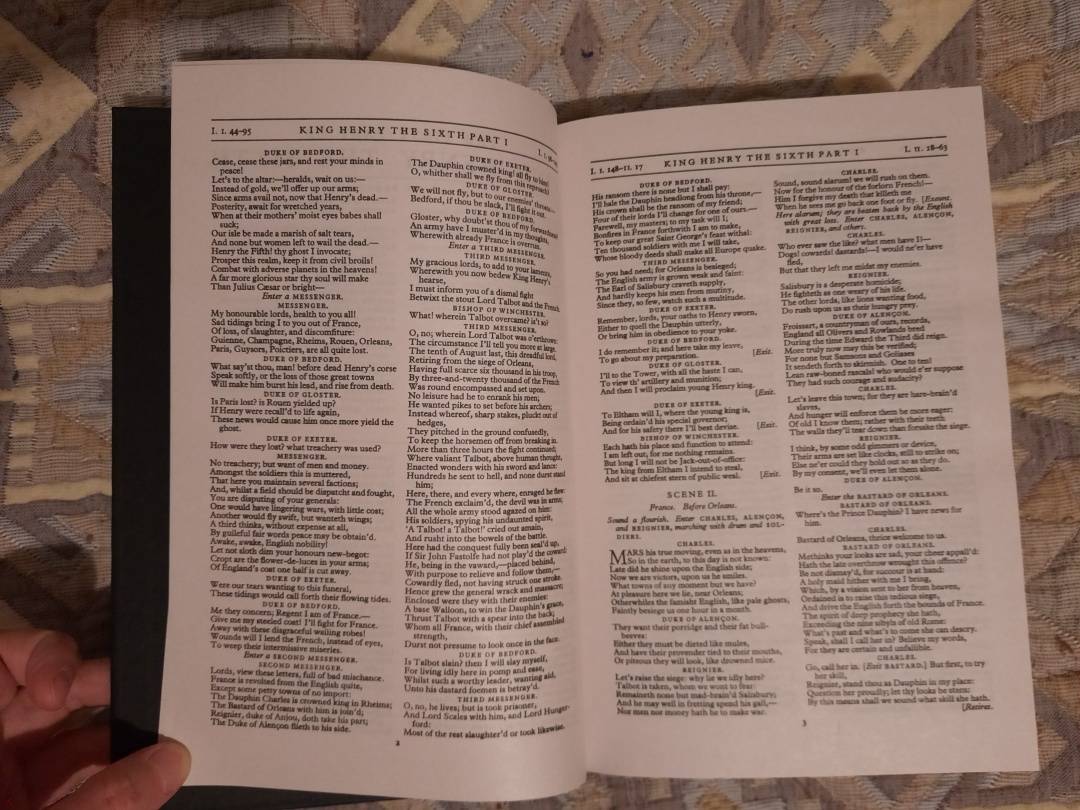 I. I. 44-95 KING HENRY THE SIXTH PART I
DUKE OF BEDFORD.
Cease, cease these jars, and rest your minds in
peace!
Let's to the altar:—heralds, wait on us:—
Instead of gold, we'll offer up our arms;
Since arms avail not, now that Henry's dead.—
Posterity, await for wretched years,
When at their mothers' moist eyes babes shall
suck;
Our isle be made a marish of salt tears,
And none but women left to wail the dead.—
Henry the Fifth! thy ghost I invocate;
Prosper this realm, keep it from civil broils!
Combat with adverse planets in the heavens!
A far more glorious star thy soul will make
Than Julius Cæsar or bright—
Enter a MESSENGER.
MESSENGER.
My honourable lords, health to you all!
Sad tidings bring I to you out of France,
Of loss, of slaughter, and discomfiture:
Guienne, Champagne, Rheims, Rouen, Orleans,
Paris, Guysors, Poictiers, are all quite lost.
DUKE OF BEDFORD.
What say'st thou, man! before dead Henry's corse
Speak softly, or the loss of those great towns
Will make him burst his lead, and rise from death.
DUKE OF GLOSTER.
Is Paris lost? is Rouen yielded up?
If Henry were recall'd to life again,
These news would cause him once more yield the
ghost.
DUKE OF EXETER.
How were they lost? what treachery was used?
MESSENGER.
No treachery; but want of men and money.
Amongst the soldiers this is muttered,
That here you maintain several factions;
And, whilst a field should be dispatcht and fought,
You are disputing of your generals:
One would have lingering wars, with little cost;
Another would fly swift, but wanteth wings;
A third thinks, without expense at all,
By guileful fair words peace may be obtain'd.
Awake, awake, English nobility!
Let not sloth dim your honours new-begot:
Cropt are the flower-de-luces in your arms;
Of England's coat one half is cut away.
DUKE OF EXETER.
Were our tears wanting to this funeral,
These tidings would call forth their flowing tides.
DUKE OF BEDFORD.
Me they concern; Regent I am of France.—
Give me my steeled coat! I'll fight for France.
Away with these disgraceful wailing robes!
Wounds will I lend the French, instead of eyes,
To weep their intermissive miseries.
Enter a SECOND MESSENGER.
SECOND MESSENGER.
Lords, view these letters, full of bad mischance.
France is revolted from the English quite,
Except some petty towns of no import:
The Dauphin Charles is crowned king in Rheims;
The Bastard of Orleans with him is join'd;
Reignier, duke of Anjou, doth take his part;
The Duke of Alençon flieth to his side.
DUKE OF EXETER.
The Dauphin crowned king! all fly to him!
O, whither shall we fly from this reproach?
DUKE OF GLOSTER.
We will not fly, but to our enemies' throats.—
Bedford, if thou be slack, I'll fight it out.
DUKE OF BEDFORD.
Gloster, why doubt'st thou of my forwardness?
An army have I muster'd in my thoughts,
Wherewith already France is overrun.
Enter a THIRD MESSENGER.
THIRD MESSENGER.
My gracious lords, to add to your laments,
Wherewith you now bedew King Henry's
hearse,
I must inform you of a dismal fight
Betwixt the stout Lord Talbot and the French.
BISHOP OF WINCHESTER.
What! wherein Talbot overcame? is't so?
THIRD MESSENGER.
O, no; wherein Lord Talbot was o'erthrown:
The circumstance I'll tell you more at large.
The tenth of August last, this dreadful lord,
Retiring from the siege of Orleans,
Having full scarce six thousand in his troop,
By three-and-twenty thousand of the French
Was round encompassed and set upon.
No leisure had he to enrank his men;
He wanted pikes to set before his archers;
Instead whereof, sharp stakes, pluckt out of
hedges,
They pitched in the ground confusedly,
To keep the horsemen off from breaking in.
More than three hours the fight continued;
Where valiant Talbot, above human thought,
Enacted wonders with his sword and lance:
Hundreds he sent to hell, and none durst stand
him;
Here, there, and every where, enraged he flew:
The French exclaim'd, the devil was in arms;
All the whole army stood agazed on him:
His soldiers, spying his undaunted spirit,
'A Talbot! a Talbot!' cried out amain,
And rusht into the bowels of the battle.
Here had the conquest fully been seal'd up,
If Sir John Fastolfe had not play'd the coward:
He, being in the vaward,—placed behind,
With purpose to relieve and follow them,—
Cowardly fled, not having struck one stroke.
Hence grew the general wrack and massacre;
Enclosed were they with their enemies:
A base Walloon, to win the Dauphin's grace,
Thrust Talbot with a spear into the back;
Whom all France, with their chief assembled
strength,
Durst not presume to look once in the face.
DUKE OF BEDFORD.
Is Talbot slain? then I will slay myself,
For living idly here in pomp and ease,
Whilst such a worthy leader, wanting aid,
Unto his dastard foemen is betray'd.
THIRD MESSENGER.
O, no, he lives; but is took prisoner,
And Lord Scales with him, and Lord Hunger-
ford:
Most of the rest slaughter'd or took likewise.
2
I. I. 148-II. 17 KING HENRY THE SIXTH PART I I. II. 18-63
DUKE OF BEDFORD.
His ransom there is none but I shall pay:
I'll hale the Dauphin headlong from his throne,—
His crown shall be the ransom of my friend;
Four of their lords I'll change for one of ours.—
Farewell, my masters; to my task will I;
Bonfires in France forthwith I am to make,
To keep our great Saint George's feast withal:
Ten thousand soldiers with me I will take,
Whose bloody deeds shall make all Europe quake.
THIRD MESSENGER.
So you had need; for Orleans is besieged;
The English army is grown weak and faint:
The Earl of Salisbury craveth supply,
And hardly keeps his men from mutiny,
Since they, so few, watch such a multitude.
DUKE OF EXETER.
Remember, lords, your oaths to Henry sworn,
Either to quell the Dauphin utterly,
Or bring him in obedience to your yoke.
DUKE OF BEDFORD.
I do remember it; and here take my leave,
To go about my preparation. [Exit.
DUKE OF GLOSTER.
I'll to the Tower, with all the haste I can,
To view th' artillery and munition;
And then I will proclaim young Henry king.
[Exit.
DUKE OF EXETER.
To Eltham will I, where the young king is,
Being ordain'd his special governor;
And for his safety there I'll best devise. [Exit.
BISHOP OF WINCHESTER.
Each hath his place and function to attend:
I am left out; for me nothing remains.
But long I will not be Jack-out-of-office:
The king from Eltham I intend to steal,
And sit at chiefest stern of public weal. [Exit.
SCENE II.
France. Before Orleans.
Sound a flourish. Enter CHARLES, ALENÇON,
and REIGNIER, marching with drum and SOL-
DIERS.
CHARLES.
MARS his true moving, even as in the heavens,
So in the earth, to this day is not known:
Late did he shine upon the English side;
Now we are victors, upon us he smiles.
What towns of any moment but we have?
At pleasure here we lie, near Orleans;
Otherwhiles the famisht English, like pale ghosts,
Faintly besiege us one hour in a month.
DUKE OF ALENÇON.
They want their porridge and their fat bull-
beeves:
Either they must be dieted like mules,
And have their provender tied to their mouths,
Or piteous they will look, like drowned mice.
REIGNIER.
Let's raise the siege: why lie we idly here?
Talbot is taken, whom we wont to fear:
Remaineth none but mad-brain'd Salisbury;
And he may well in fretting spend his gall,—
Nor men nor money hath he to make war.
CHARLES.
Sound, sound alarum! we will rush on them.
Now for the honour of the forlorn French!—
Him I forgive my death that killeth me
When he sees me go back one foot or fly. [Exeunt.
Here alarum; they are beaten back by the English
with great loss. Enter CHARLES, ALENÇON,
REIGNIER, and others.
CHARLES.
Who ever saw the like? what men have I!—
Dogs! cowards! dastards!—I would ne'er have
fled,
But that they left me midst my enemies.
REIGNIER.
Salisbury is a desperate homicide;
He fighteth as one weary of his life.
The other lords, like lions wanting food,
Do rush upon us as their hungry prey.
DUKE OF ALENÇON.
Froissart, a countryman of ours, records,
England all Olivers and Rowlands bred
During the time Edward the Third did reign.
More truly now may this be verified;
For none but Samsons and Goliases
It sendeth forth to skirmish. One to ten!
Lean raw-boned rascals! who would e'er suppose
They had such courage and audacity?
CHARLES.
Let's leave this town; for they are hare-brain'd
slaves,
And hunger will enforce them be more eager:
Of old I know them; rather with their teeth
The walls they'll tear down than forsake the siege.
REIGNIER.
I think, by some odd gimmers or device,
Their arms are set like clocks, still to strike on;
Else ne'er could they hold out so as they do.
By my consent, we'll even let them alone.
DUKE OF ALENÇON.
Be it so.
Enter the BASTARD OF ORLEANS.
BASTARD OF ORLEANS.
Where's the Prince Dauphin? I have news for
him.
CHARLES.
Bastard of Orleans, thrice welcome to us.
BASTARD OF ORLEANS.
Methinks your looks are sad, your cheer appall'd:
Hath the late overthrow wrought this offence?
Be not dismay'd, for succour is at hand:
A holy maid hither with me I bring,
Which, by a vision sent to her from heaven,
Ordained is to raise this tedious siege,
And drive the English forth the bounds of France.
The spirit of deep prophecy she hath,
Exceeding the nine sibyls of old Rome:
What's past and what's to come she can descry.
Speak, shall I call her in? Believe my words,
For they are certain and unfallible.
CHARLES.
Go, call her in. [Exit BASTARD.] But first, to try
her skill,
Reignier, stand thou as Dauphin in my place:
Question her proudly; let thy looks be stern:
By this means shall we sound what skill she hath.
[Retires.
3